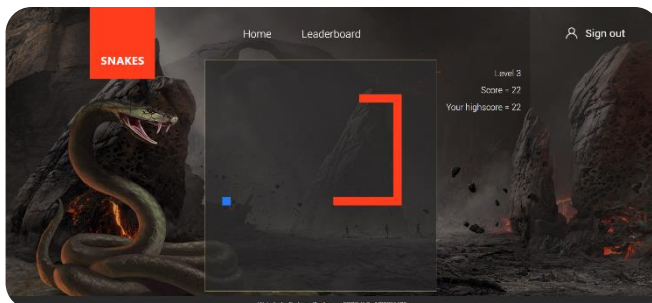 SNAKES
Home
Leaderboard
Sign out
Level 3
Score = 22
Your highscore = 22